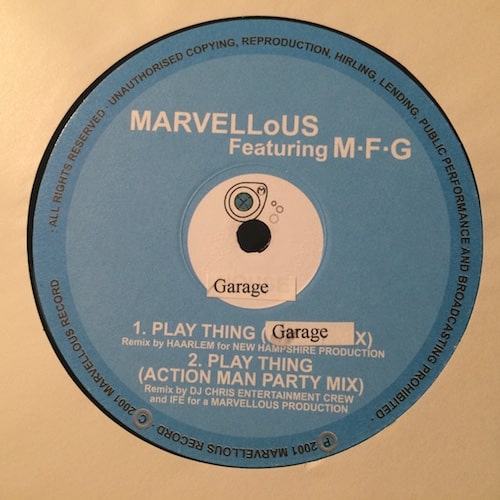 · ALL RIGHTS RESERVED · UNAUTHORISED COPYING, REPRODUCTION, HIRLING, LENDING, PUBLIC PERFORMANCE AND BROADCASTING PROHIBITED ·
MARVELLoUS
Featuring M·F·G
M
Garage
1. PLAY THING (Garage X)
Remix by HAARLEM for NEW HAMPSHIRE PRODUCTION
2. PLAY THING
(ACTION MAN PARTY MIX)
Remix by DJ CHRIS ENTERTAINMENT CREW
and IFE for a MARVELLOUS PRODUCTION
C 2001 MARVELLOUS RECORD ·
P 2001 MARVELLOUS RECORD ·